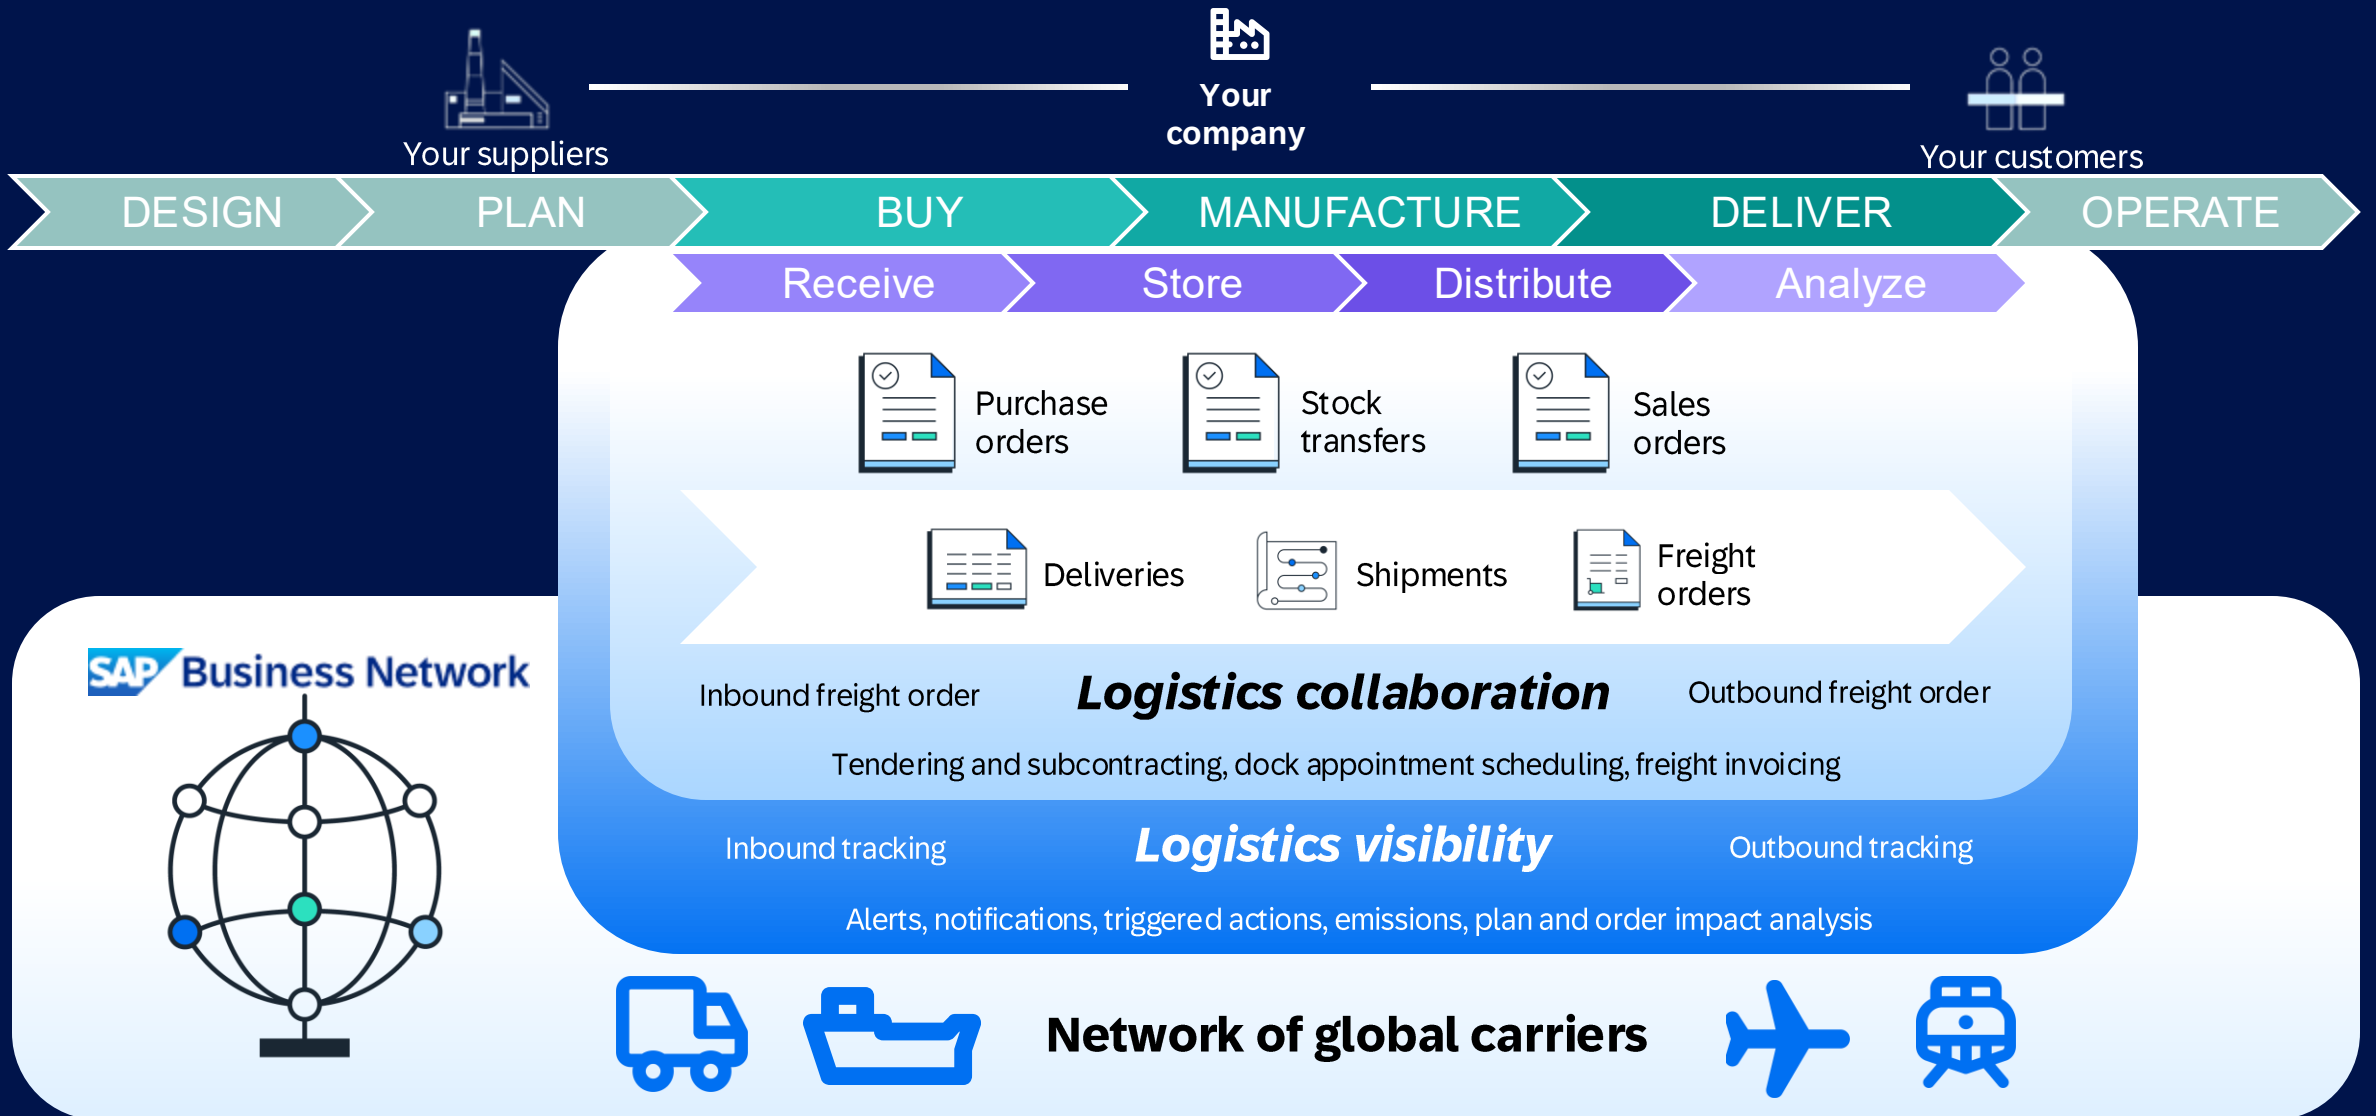 Your suppliers
Your
company
Your customers
DESIGN
PLAN
BUY
MANUFACTURE
DELIVER
OPERATE
Receive
Store
Distribute
Analyze
Purchase
orders
Stock
transfers
Sales
orders
Deliveries
Shipments
Freight
orders
SAP Business Network
Inbound freight order
Logistics collaboration
Outbound freight order
Tendering and subcontracting, dock appointment scheduling, freight invoicing
Inbound tracking
Logistics visibility
Outbound tracking
Alerts, notifications, triggered actions, emissions, plan and order impact analysis
Network of global carriers